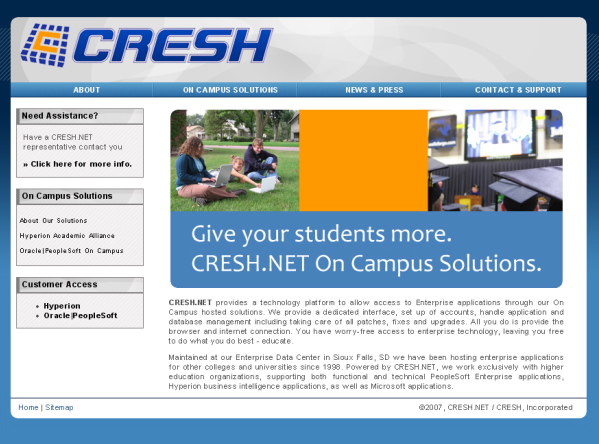 CRESH
ABOUT
ON CAMPUS SOLUTIONS
NEWS & PRESS
CONTACT & SUPPORT
Need Assistance?
Have a CRESH.NET
representative contact you
» Click here for more info.
On Campus Solutions
About Our Solutions
Hyperion Academic Alliance
Oracle|PeopleSoft On Campus
Customer Access
Hyperion
Oracle|PeopleSoft
Give your students more.
CRESH.NET On Campus Solutions.
CRESH.NET provides a technology platform to allow access to Enterprise applications through our On
Campus hosted solutions. We provide a dedicated interface, set up of accounts, handle application and
database management including taking care of all patches, fixes and upgrades. All you do is provide the
browser and internet connection. You have worry-free access to enterprise technology, leaving you free
to do what you do best - educate.
Maintained at our Enterprise Data Center in Sioux Falls, SD we have been hosting enterprise applications
for other colleges and universities since 1998. Powered by CRESH.NET, we work exclusively with higher
education organizations, supporting both functional and technical PeopleSoft Enterprise applications,
Hyperion business intelligence applications, as well as Microsoft applications.
Home | Sitemap
©2007, CRESH.NET / CRESH, Incorporated